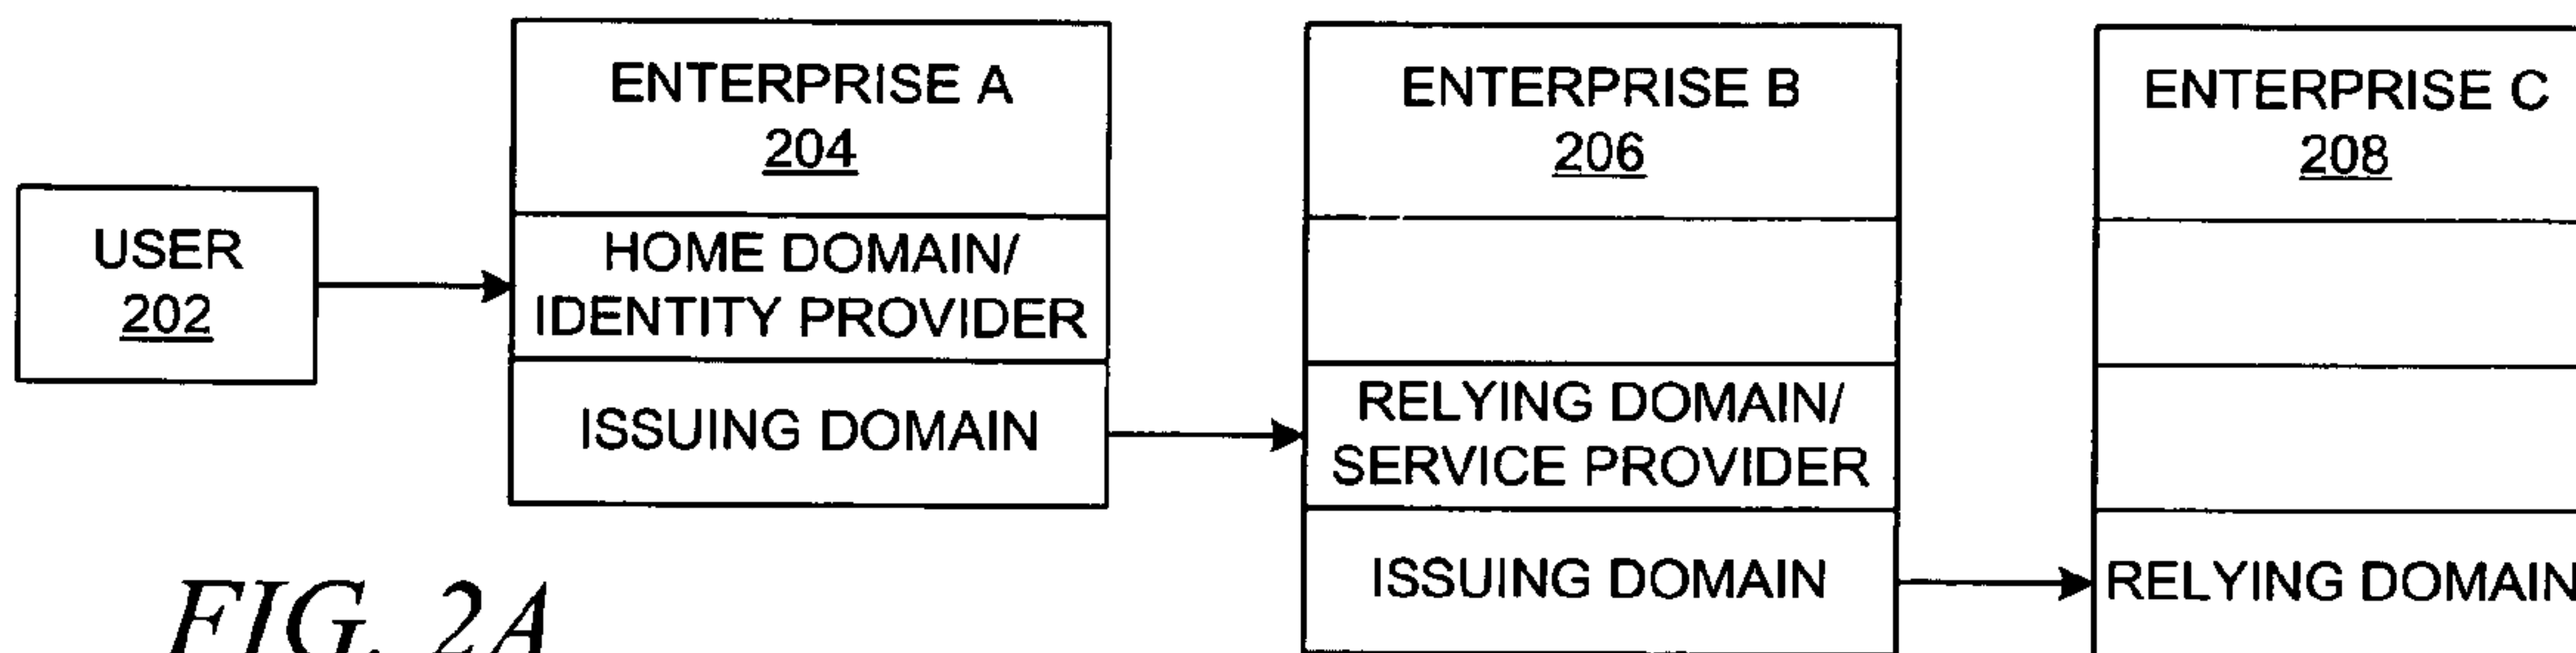 USER
202
ENTERPRISE A
204
HOME DOMAIN/
IDENTITY PROVIDER
ISSUING DOMAIN
ENTERPRISE B
206
RELYING DOMAIN/
SERVICE PROVIDER
ISSUING DOMAIN
ENTERPRISE C
208
RELYING DOMAIN
FIG. 2A